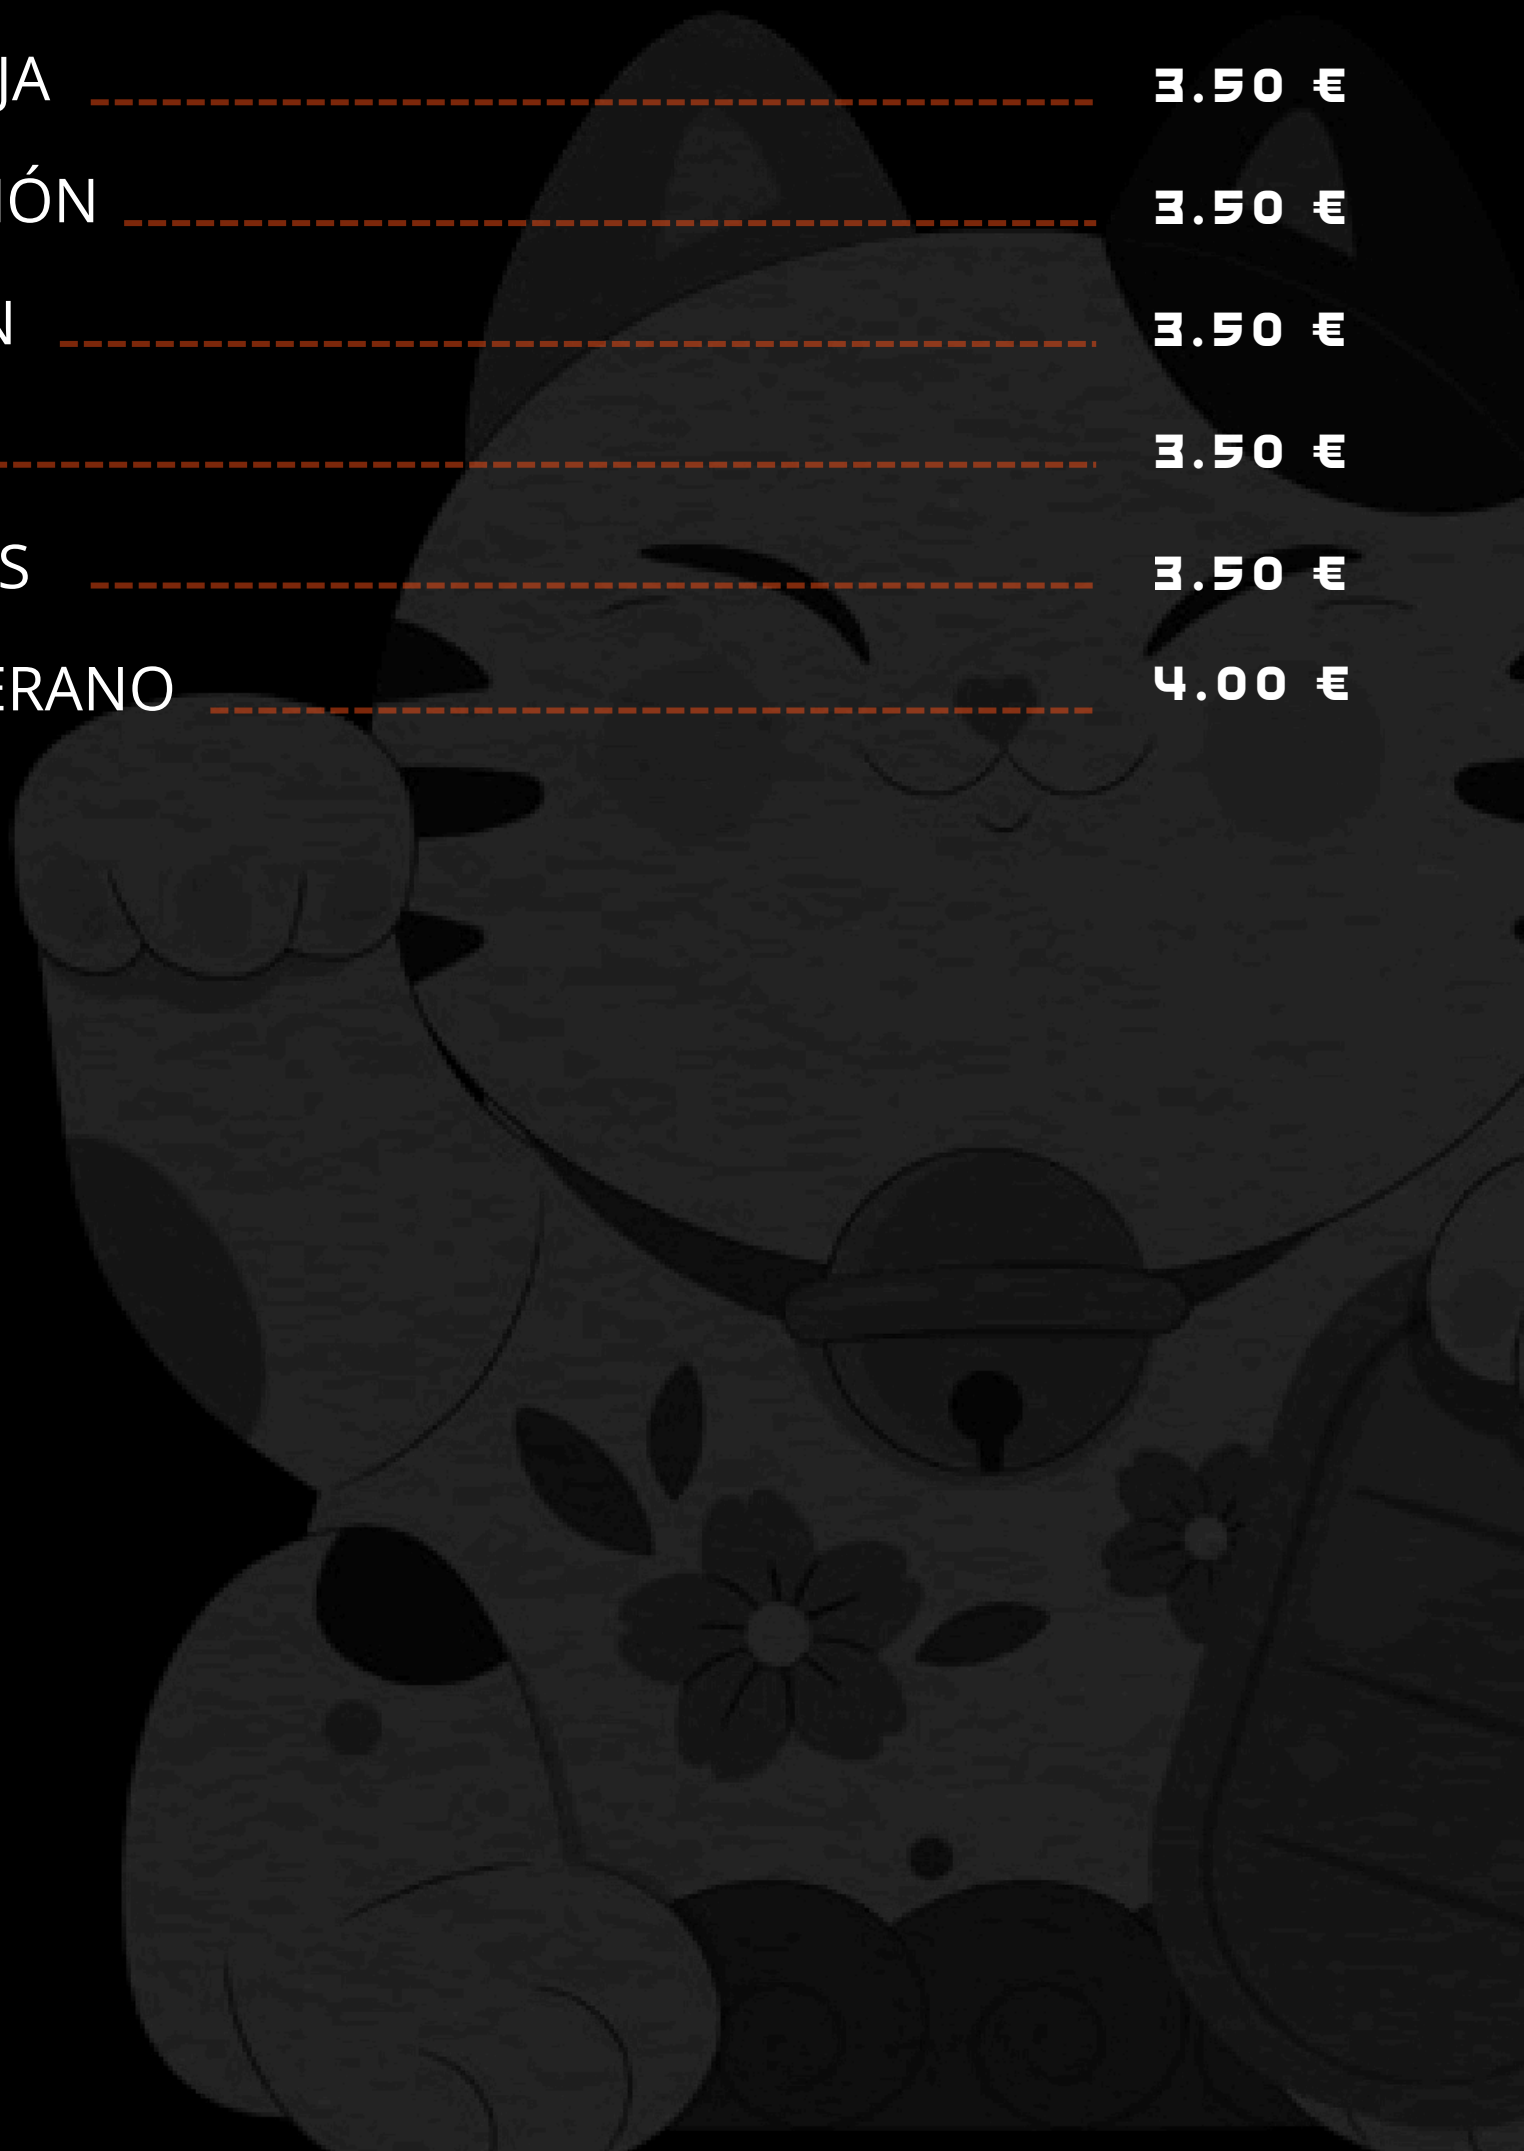 JA 3.50 €
IÓN 3.50 €
N 3.50 €
3.50 €
S 3.50 €
ERANO 4.00 €